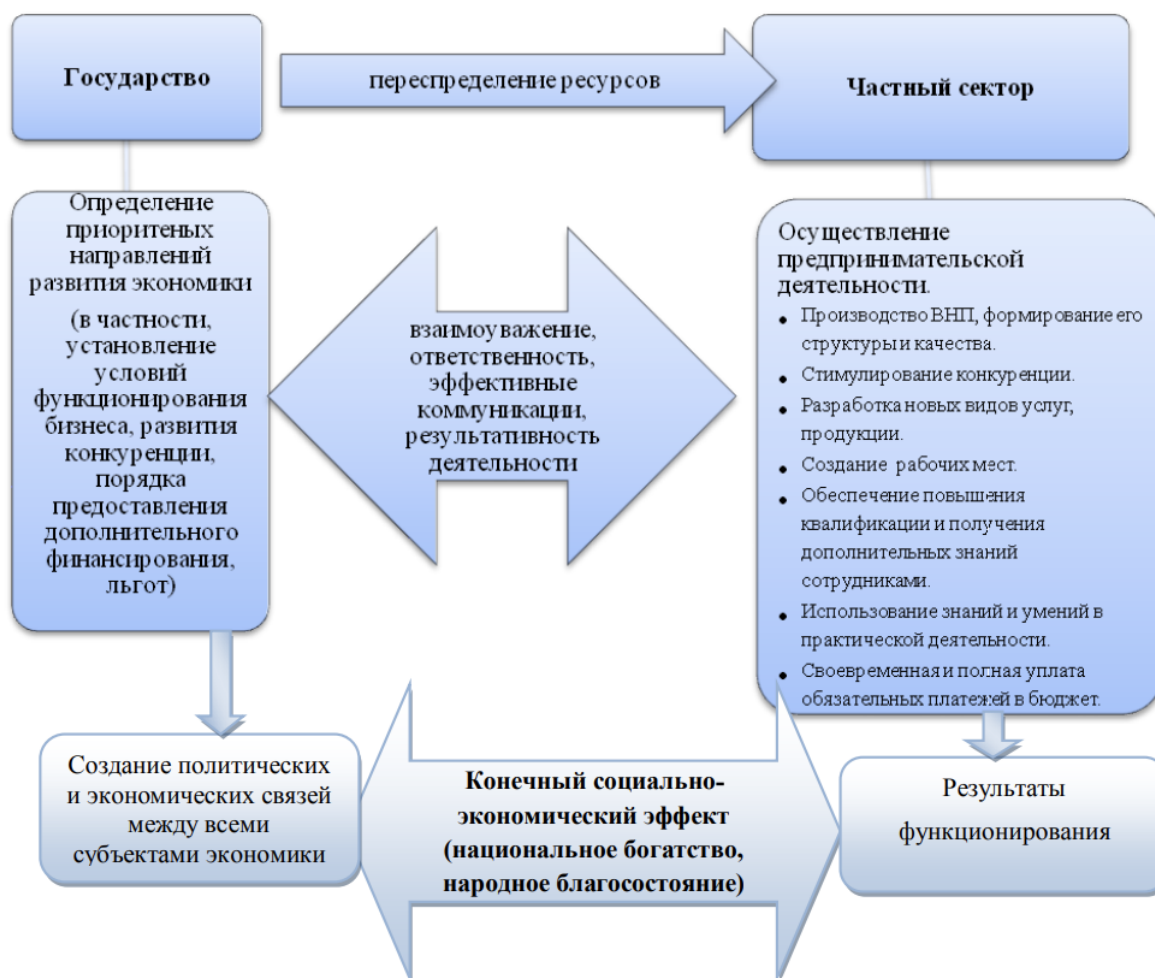 Государство
переспределение ресурсов
Частный сектор
Определение
приоритеных
направлений
развития экономики
(в частности,
установление
условий
функционирования
бизнеса, развития
конкуренции,
порядка
предоставления
дополнительного
финансирования,
льгот)
взаимоуважение,
ответственность,
эффективные
коммуникации,
результативность
деятельности
Осуществление
предпринимательской
деятельности.
• Производство ВНП, формирование его
структуры и качества.
• Стимулирование конкуренции.
• Разработка новых видов услуг,
продукции.
• Создание рабочих мест.
• Обеспечение повышения
квалификации и получения
дополнительных знаний
сотрудниками.
• Использование знаний и умений в
практической деятельности.
• Своевременная и полная уплата
обязательных платежей в бюджет.
Создание политических
и экономических связей
между всеми
субъектами экономики
Конечный социально-
экономический эффект
(национальное богатство,
народное благосостояние)
Результаты
функционирования